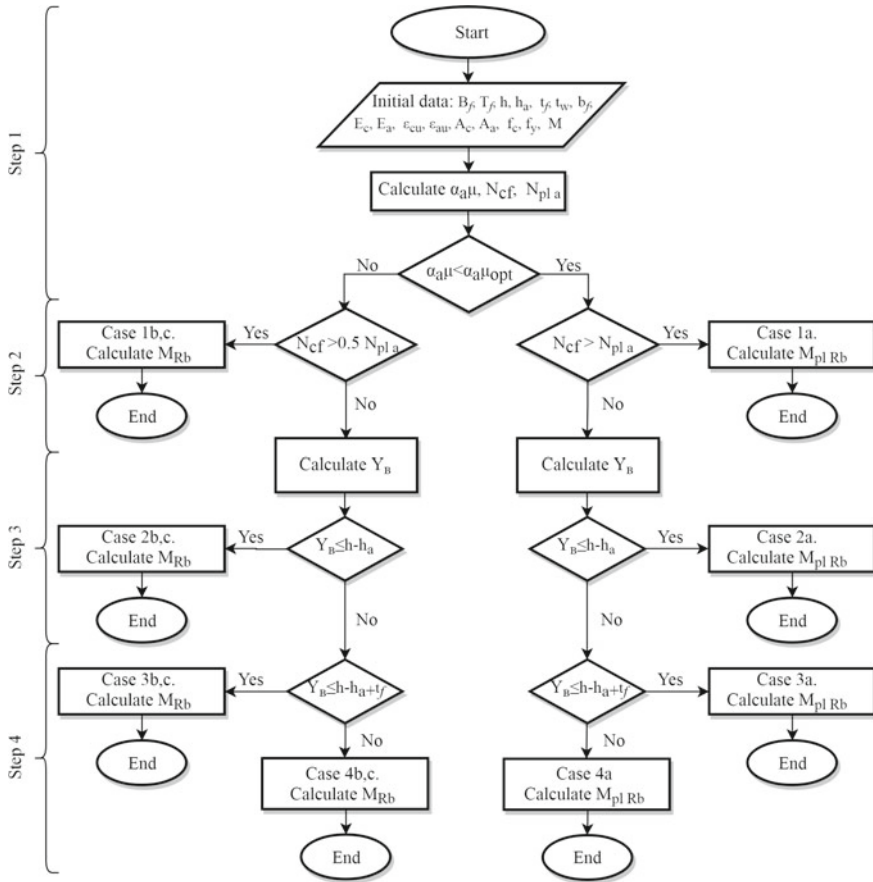 Start
Initial data: B_f, T_f, h, h_a, t_f, t_w, b_f,
E_c, E_a, ε_cu, ε_au, A_c, A_a, f_c, f_y, M
Step 1
Calculate α_aμ, N_cf, N_pl a
α_aμ<α_aμ_opt
No
Yes
Step 2
Case 1b,c.
Calculate M_Rb
Yes
N_cf>0.5 N_pl a
N_cf> N_pl a
Yes
Case 1a.
Calculate M_pl Rb
End
No
No
End
Calculate Y_B
Calculate Y_B
Step 3
Case 2b,c.
Calculate M_Rb
Yes
Y_B≤h-h_a
Y_B≤h-h_a
Yes
Case 2a.
Calculate M_pl Rb
End
No
No
End
Step 4
Case 3b,c.
Calculate M_Rb
Yes
Y_B≤h-h_a+t_f
Y_B≤h-h_a+t_f
Yes
Case 3a.
Calculate M_pl Rb
End
No
No
End
Case 4b,c.
Calculate M_Rb
Case 4a
Calculate M_pl Rb
End
End